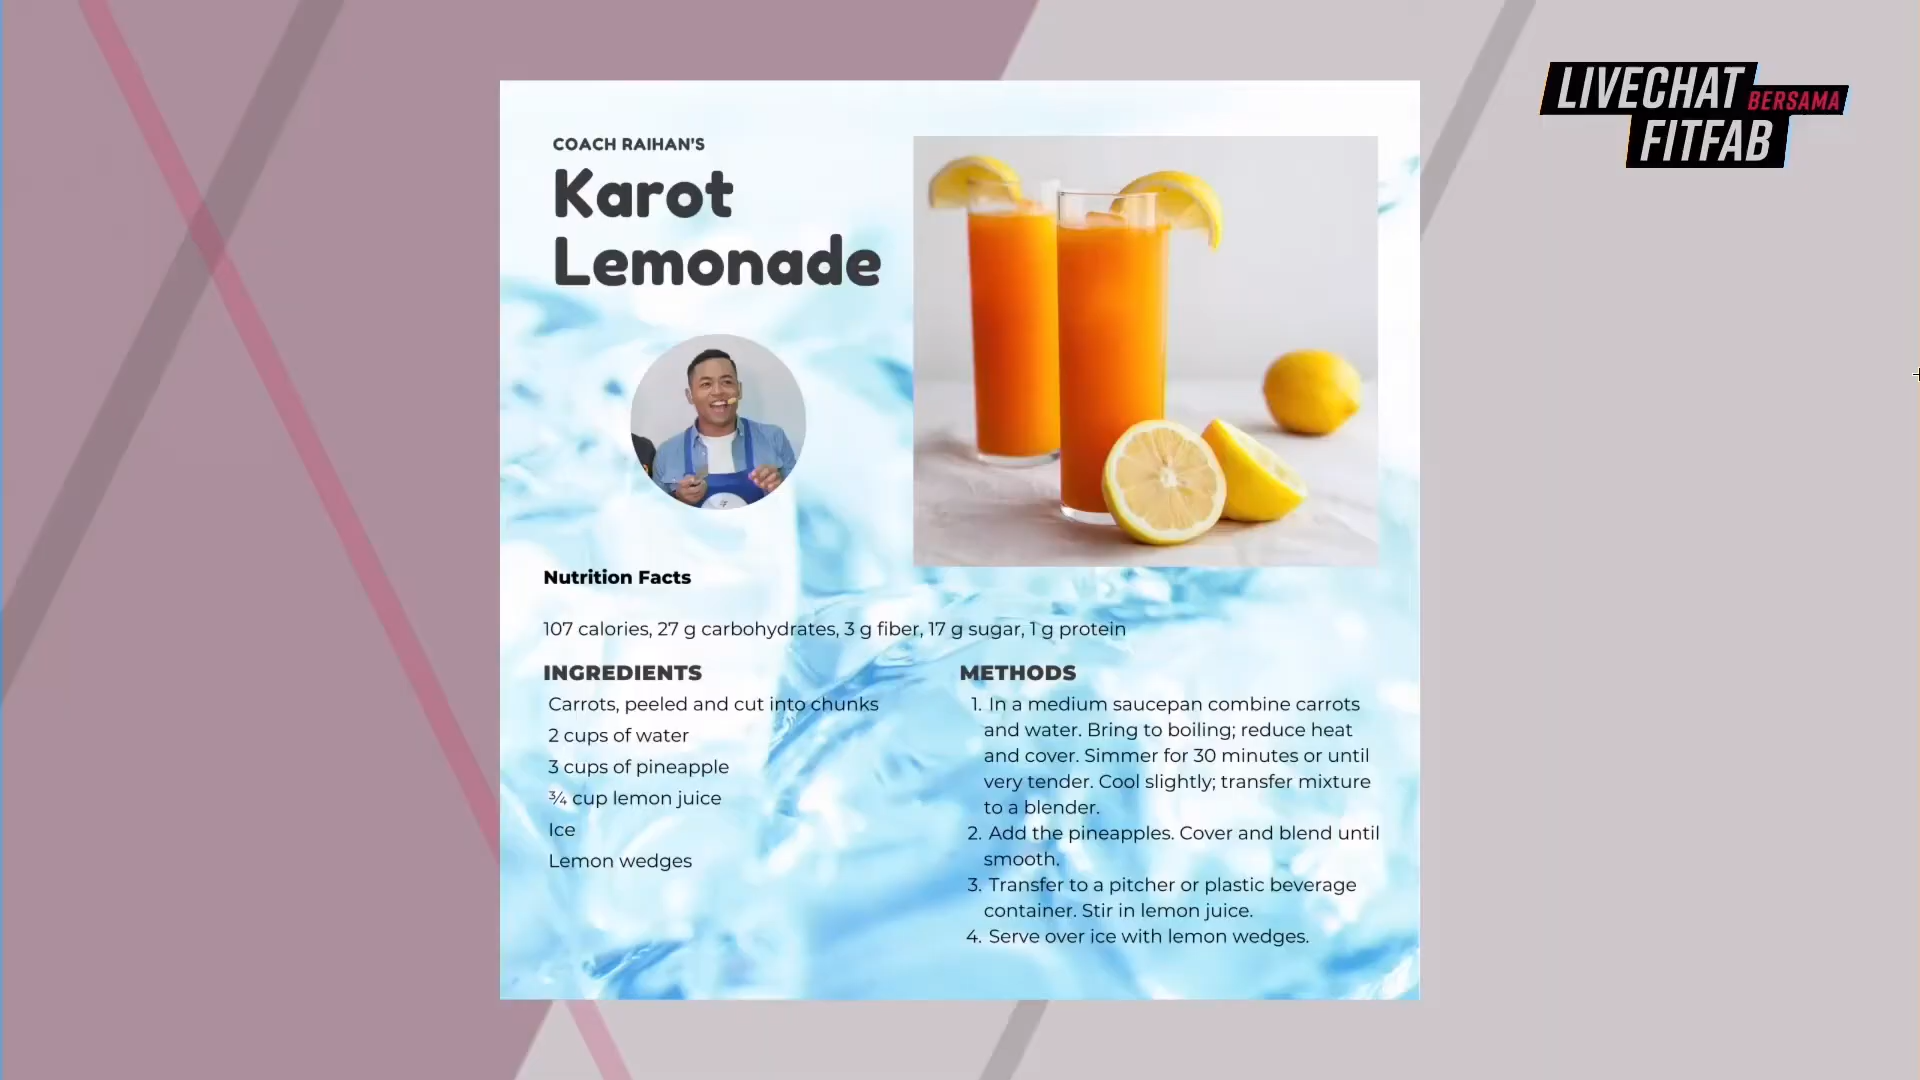 LIVECHAT
BERSAMA
FITFAB
COACH RAIHAN'S
Karot
Lemonade
Nutrition Facts
107 calories, 27 g carbohydrates, 3 g fiber, 17 g sugar, 1 g protein
INGREDIENTS
Carrots, peeled and cut into chunks
2 cups of water
3 cups of pineapple
¾ cup lemon juice
Ice
Lemon wedges
METHODS
1. In a medium saucepan combine carrots
and water. Bring to boiling; reduce heat
and cover. Simmer for 30 minutes or until
very tender. Cool slightly; transfer mixture
to a blender.
2. Add the pineapples. Cover and blend until
smooth.
3. Transfer to a pitcher or plastic beverage
container. Stir in lemon juice.
4. Serve over ice with lemon wedges.